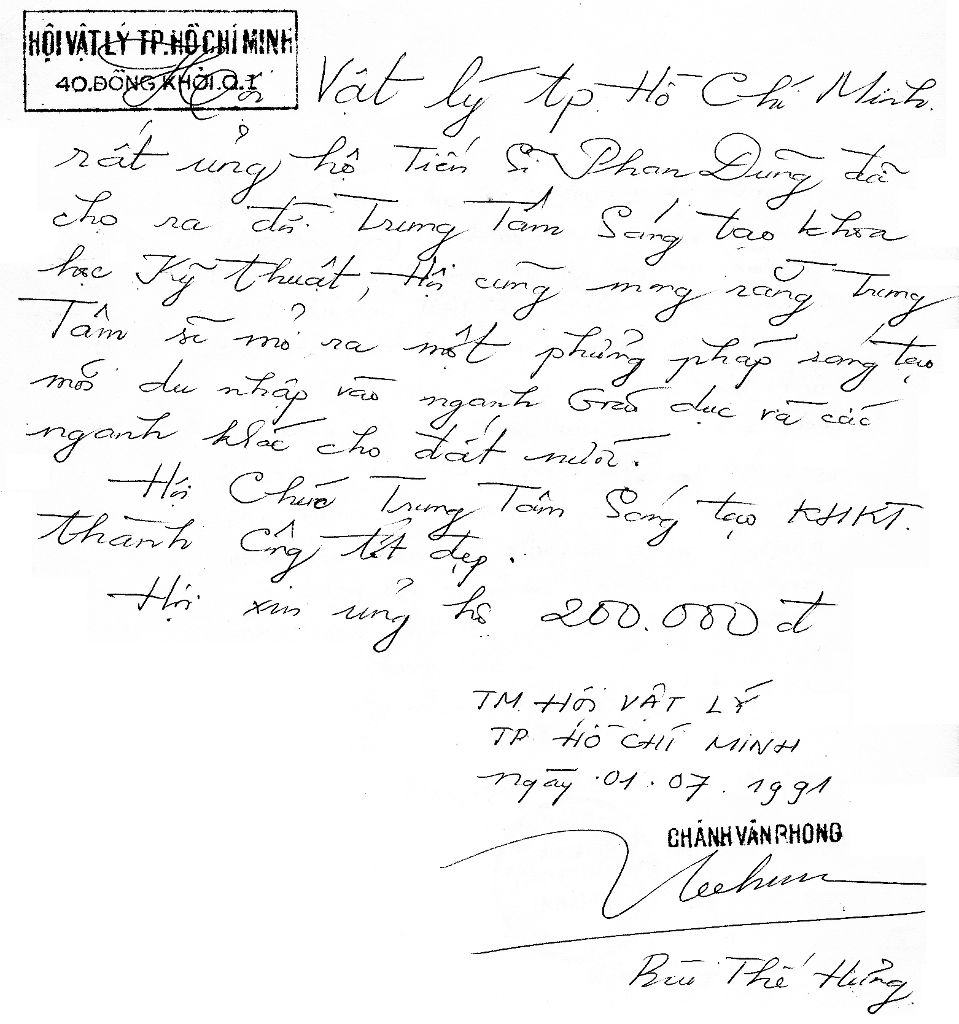 HỘI VẬT LÝ TP.HỒ CHÍ MINH
40.ĐỒNG KHỞI.Q.I
Hội Vật lý tp. Hồ Chí Minh.
rất ủng hộ Tiến Sĩ Phan Dũng đã
cho ra đời Trung Tâm Sáng tạo khoa
học Kỹ thuật, Hội cũng mong rằng Trung
Tâm sẽ mở ra một phương pháp sáng tạo
mới du nhập vào ngành Giáo dục và các
ngành khác cho đất nước.
Hội Chúc Trung Tâm Sáng tạo KHKT.
thành Công tốt đẹp.
Hội xin ủng hộ 200.000 đ
TM. HỘI VẬT LÝ
TP HỒ CHÍ MINH
ngày .01.07.1991
CHÁNH VĂN PHÒNG
Bùi Thế Hưởng